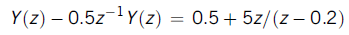 Y(z) – 0.5z⁻¹Y(z) = 0.5 + 5z/(z – 0.2)